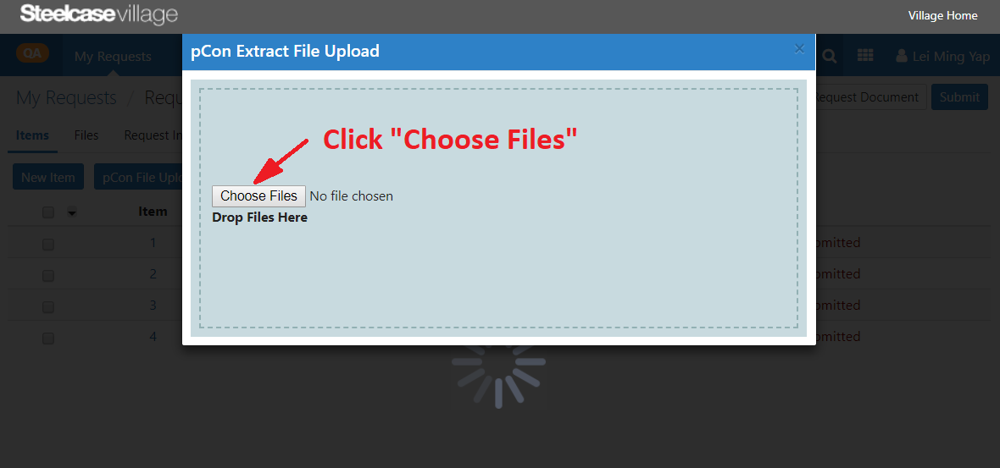 Steelcase village
Village Home
pCon Extract File Upload
×
QA
My Requests
Lei Ming Yap
My Requests / Requ
Request Document
Submit
Items
Files
Request In
Click "Choose Files"
New Item
pCon File Uplo
Choose Files
No file chosen
Drop Files Here
Item
1
omitted
2
omitted
3
omitted
4
omitted